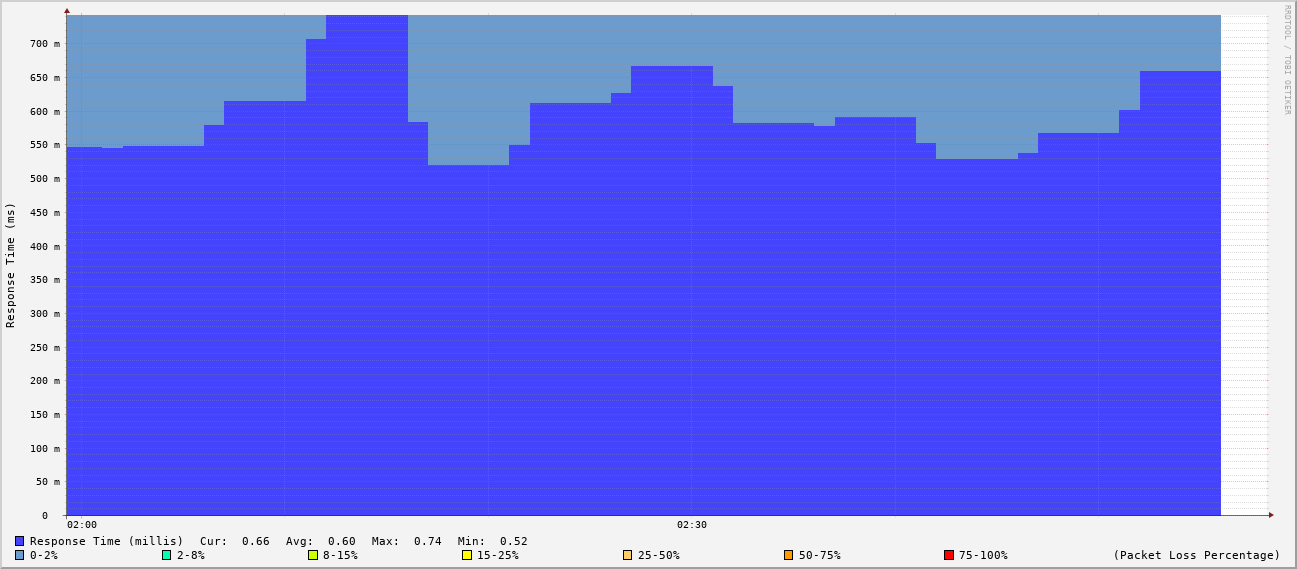 RRDTOOL / TOBI OETIKER
Response Time (ms)
700 m
650 m
600 m
550 m
500 m
450 m
400 m
350 m
300 m
250 m
200 m
150 m
100 m
50 m
0
02:00 02:30
Response Time (millis) Cur: 0.66 Avg: 0.60 Max: 0.74 Min: 0.52
0-2% 2-8% 8-15% 15-25% 25-50% 50-75% 75-100% (Packet Loss Percentage)